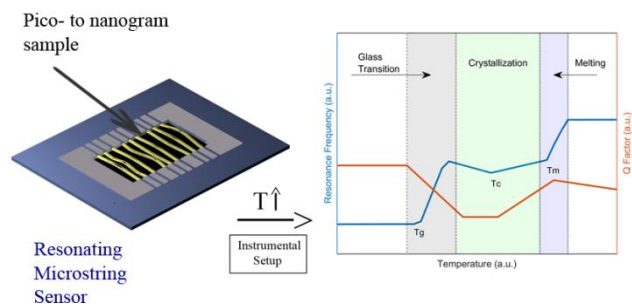 Pico- to nanogram
sample
Resonating
Microstring
Sensor
T↑
Instrumental
Setup
Glass
Transition
Crystallization
Melting
Tg
Tc
Tm
Resonance Frequency (a.u.)
Q Factor (a.u.)
Temperature (a.u.)